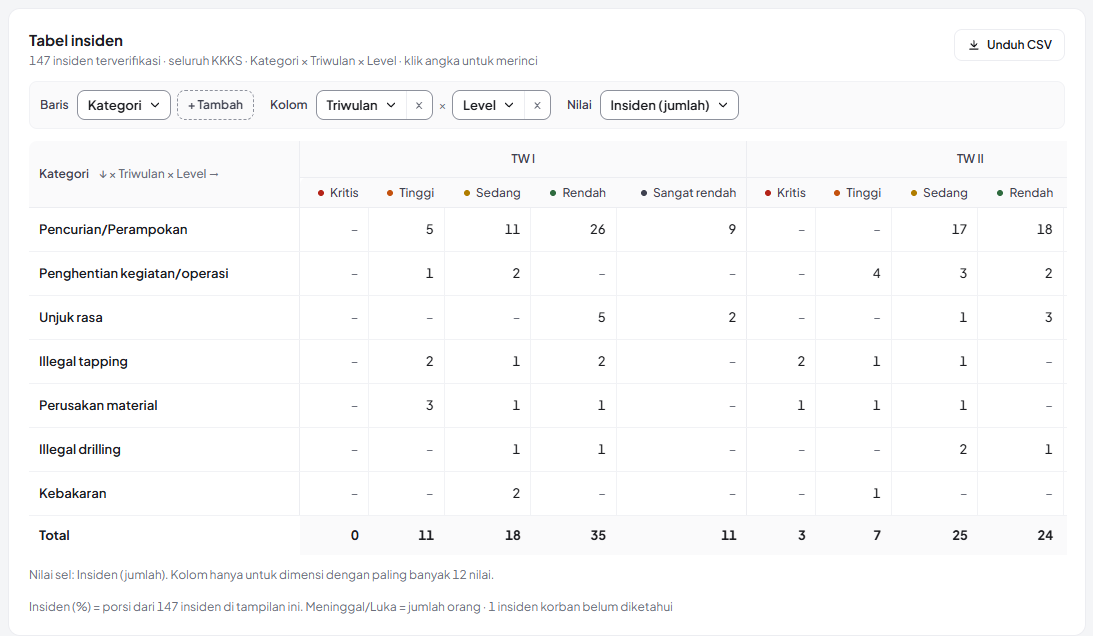 Tabel insiden
147 insiden terverifikasi · seluruh KKKS · Kategori × Triwulan × Level · klik angka untuk merinci
Unduh CSV
Baris Kategori + Tambah Kolom Triwulan × × Level × Nilai Insiden (jumlah)
Kategori ↓ × Triwulan × Level → TW I TW II
Kritis Tinggi Sedang Rendah Sangat rendah Kritis Tinggi Sedang Rendah
Pencurian/Perampokan – 5 11 26 9 – – 17 18
Penghentian kegiatan/operasi – 1 2 – – – 4 3 2
Unjuk rasa – – – 5 2 – – 1 3
Illegal tapping – 2 1 2 – 2 1 1 –
Perusakan material – 3 1 1 – 1 1 1 –
Illegal drilling – – 1 1 – – – 2 1
Kebakaran – – 2 – – – 1 – –
Total 0 11 18 35 11 3 7 25 24
Nilai sel: Insiden (jumlah). Kolom hanya untuk dimensi dengan paling banyak 12 nilai.
Insiden (%) = porsi dari 147 insiden di tampilan ini. Meninggal/Luka = jumlah orang · 1 insiden korban belum diketahui